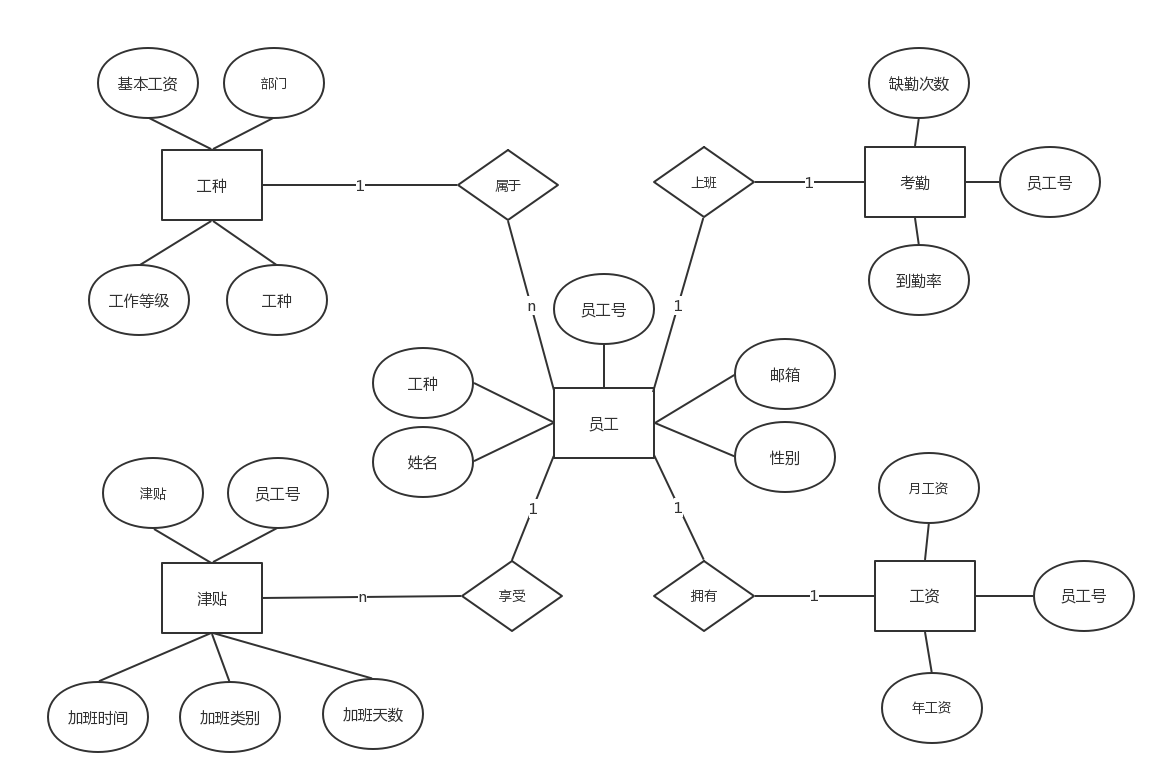 基本工资
部门
缺勤次数
工种
1
属于
上班
1
考勤
员工号
工作等级
工种
n
员工号
1
到勤率
工种
邮箱
员工
姓名
性别
津贴
员工号
1
1
月工资
津贴
n
享受
拥有
1
工资
员工号
加班时间
加班类别
加班天数
年工资